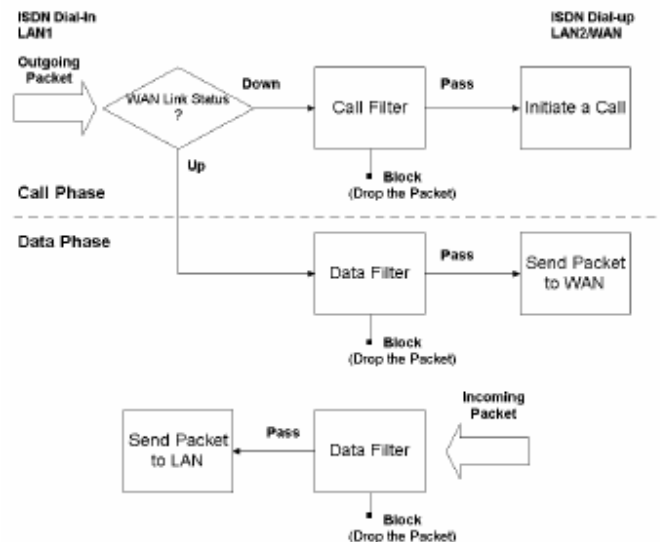 ISDN Dial-In
LAN1
ISDN Dial-up
LAN2/WAN
Outgoing
Packet
WAN Link Status
?
Down
Call Filter
Pass
Initiate a Call
Up
Block
(Drop the Packet)
Call Phase
Data Phase
Data Filter
Pass
Send Packet
to WAN
Block
(Drop the Packet)
Incoming
Packet
Send Packet
to LAN
Pass
Data Filter
Block
(Drop the Packet)